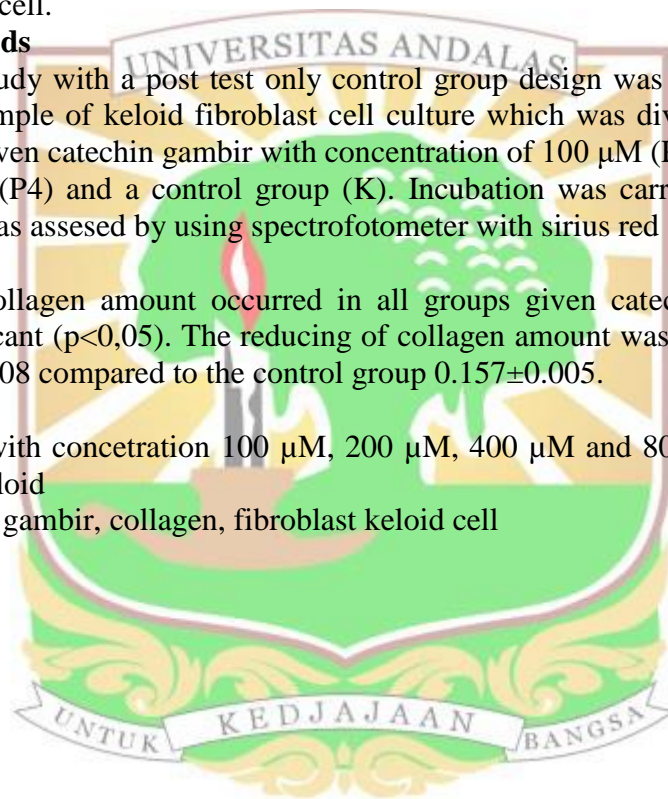 cell.
ds
UNIVERSITAS ANDALAS
udy with a post test only control group design was
mple of keloid fibroblast cell culture which was div
ven catechin gambir with concentration of 100 μM (
(P4) and a control group (K). Incubation was carr
as assesed by using spectrofotometer with sirius red
ollagen amount occurred in all groups given catec
cant (p<0,05). The reducing of collagen amount was
08 compared to the control group 0.157±0.005.
with concetration 100 μM, 200 μM, 400 μM and 80
loid
gambir, collagen, fibroblast keloid cell
UNTUK KEDJAJAAN BANGSA